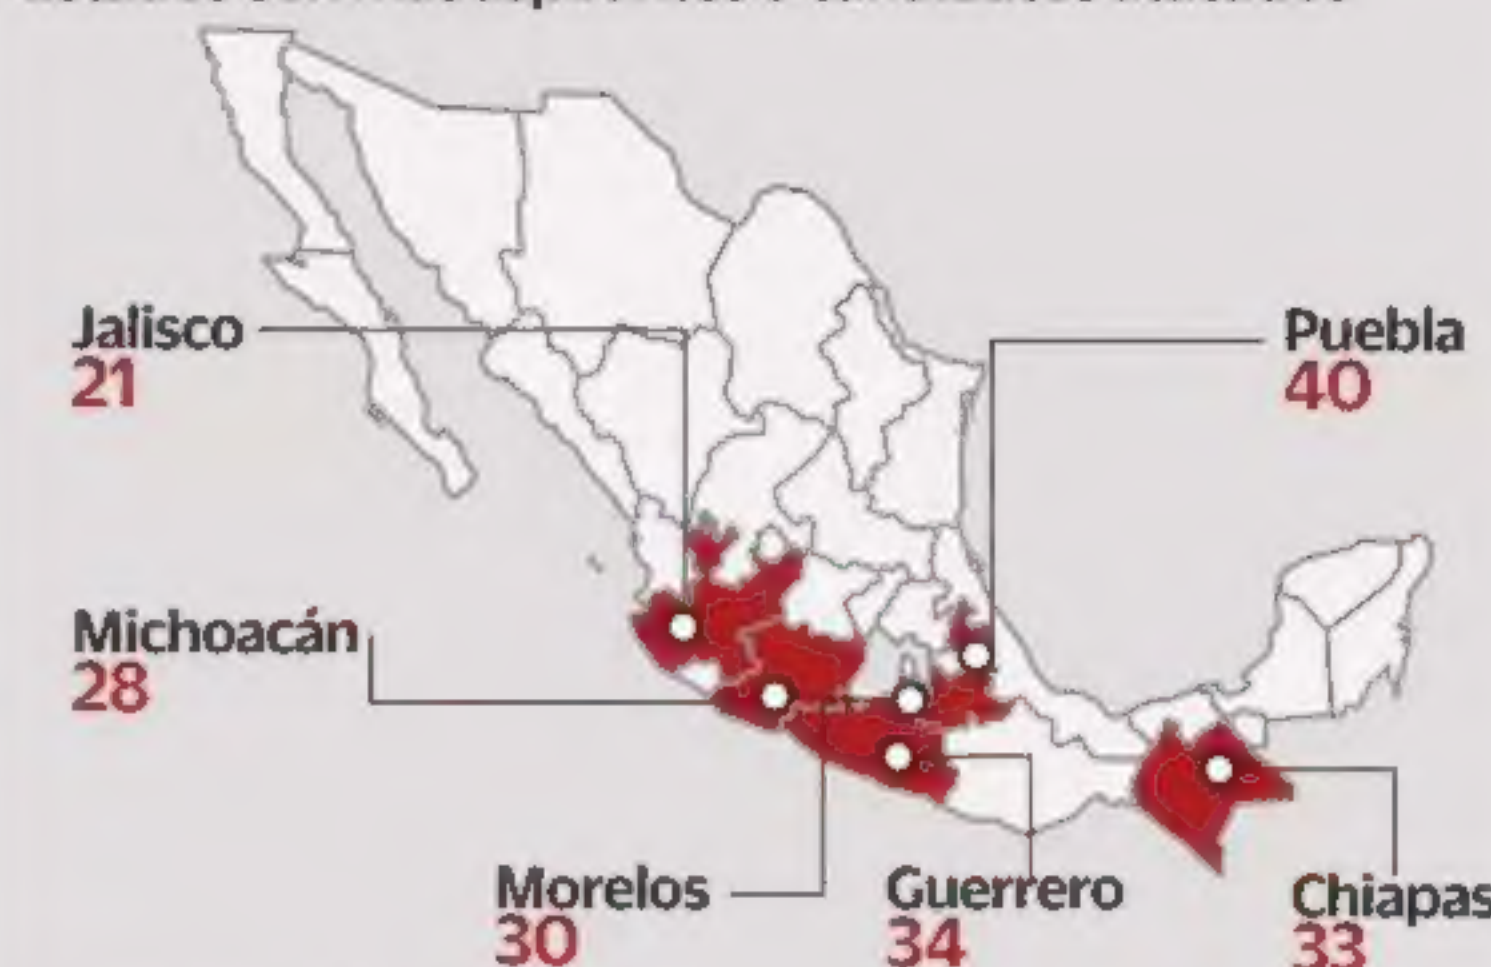 Jalisco
21
Puebla
40
Michoacán
28
Morelos
30
Guerrero
34
Chiapas
33